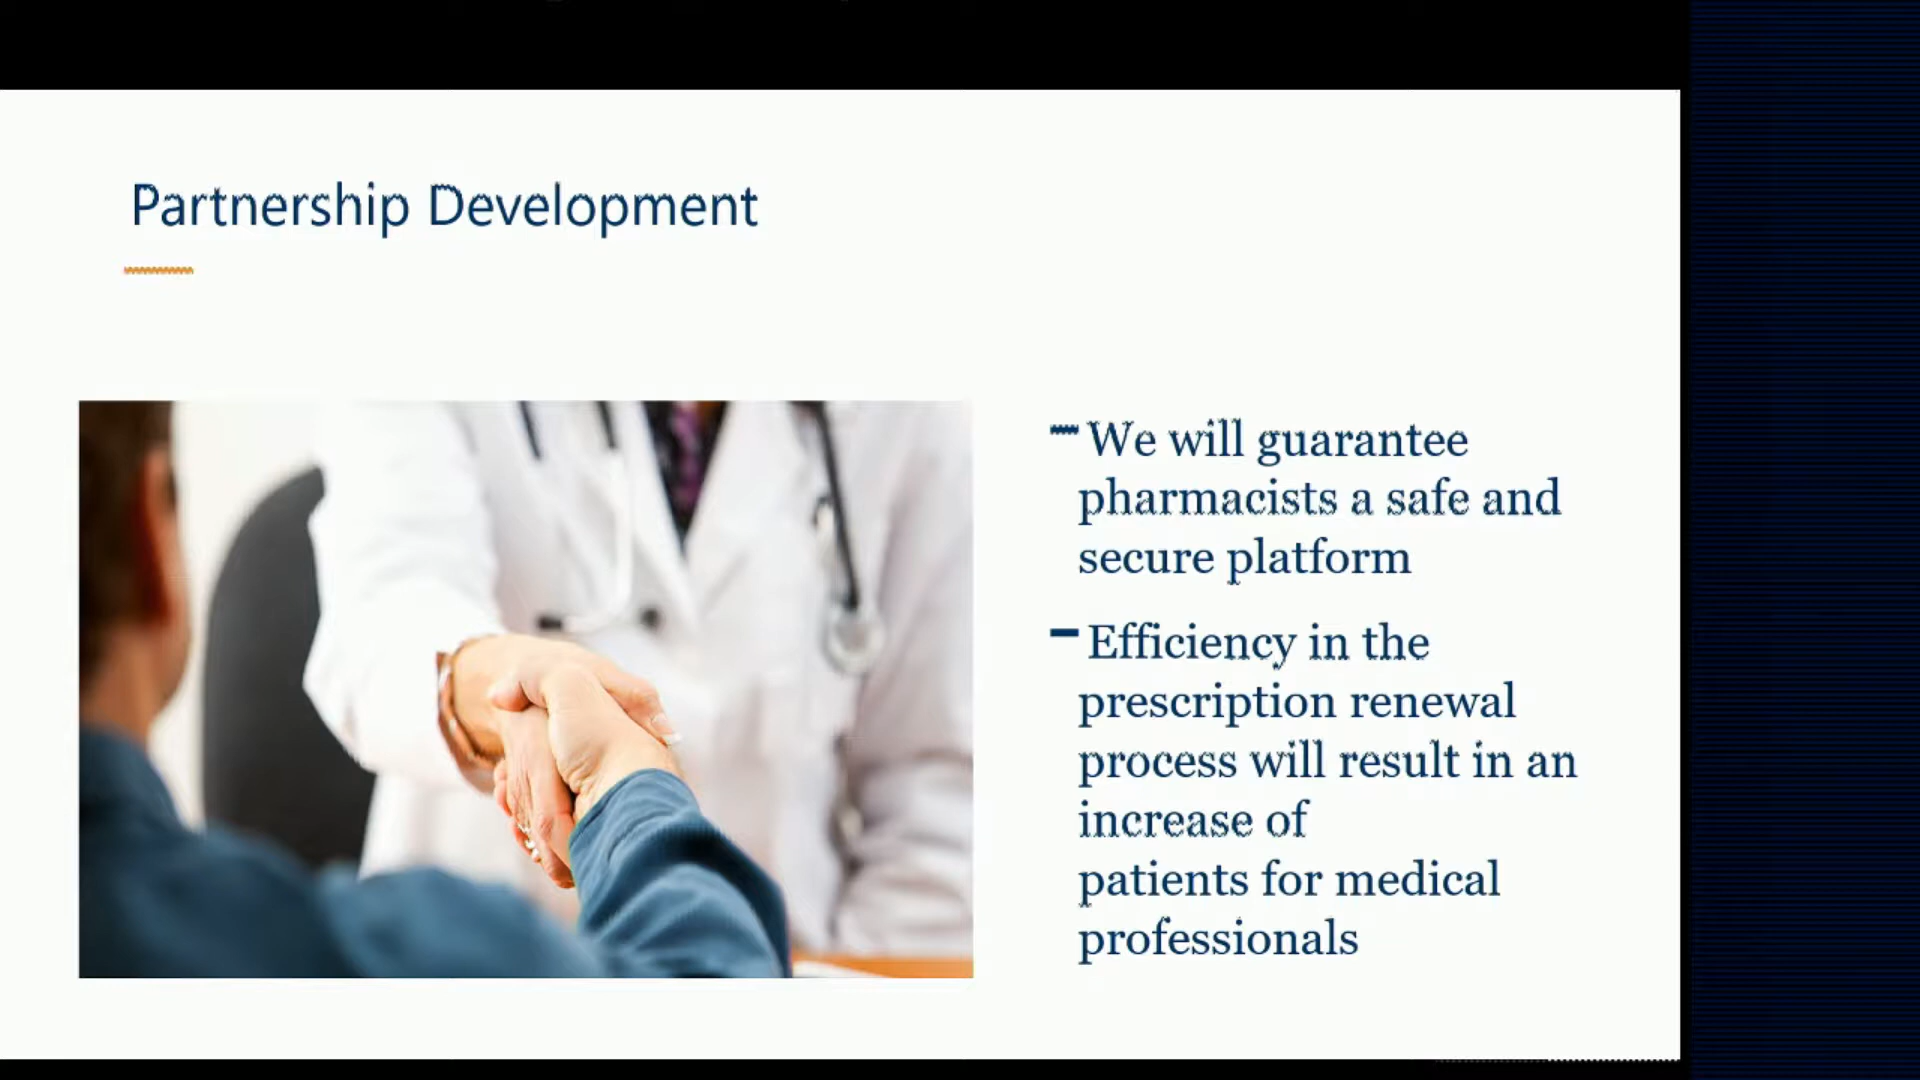 Partnership Development
We will guarantee
pharmacists a safe and
secure platform
Efficiency in the
prescription renewal
process will result in an
increase of
patients for medical
professionals